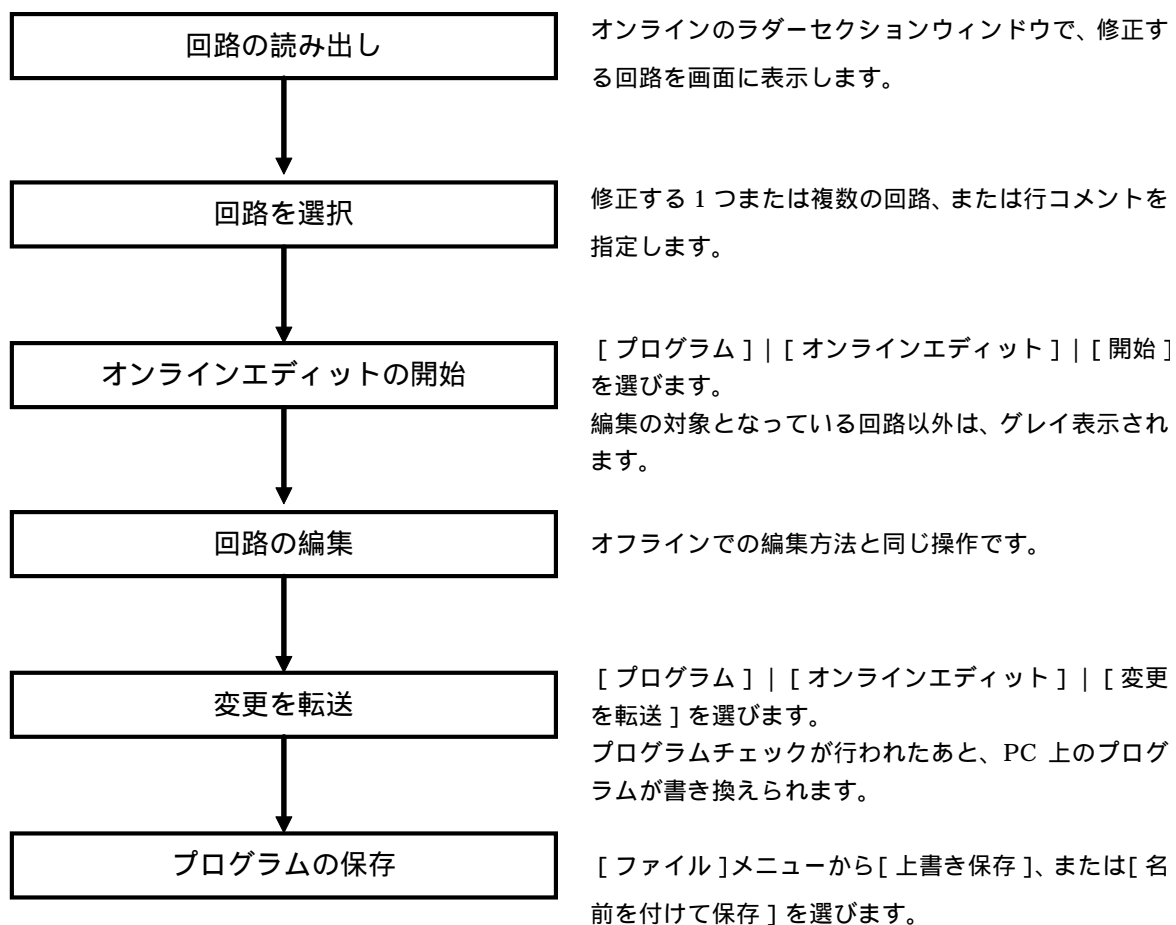 回路の読み出し
オンラインのラダーセクションウィンドウで、修正す
る回路を画面に表示します。
回路を選択
修正する 1 つまたは複数の回路、または行コメントを
指定します。
オンラインエディットの開始
[ プログラム ] | [ オンラインエディット ] | [ 開始 ]
を選びます。
編集の対象となっている回路以外は、グレイ表示され
ます。
回路の編集
オフラインでの編集方法と同じ操作です。
変更を転送
[ プログラム ] | [ オンラインエディット ] | [ 変更
を転送 ] を選びます。
プログラムチェックが行われたあと、PC 上のプログ
ラムが書き換えられます。
プログラムの保存
[ ファイル ]メニューから[ 上書き保存 ]、または[ 名
前を付けて保存 ] を選びます。